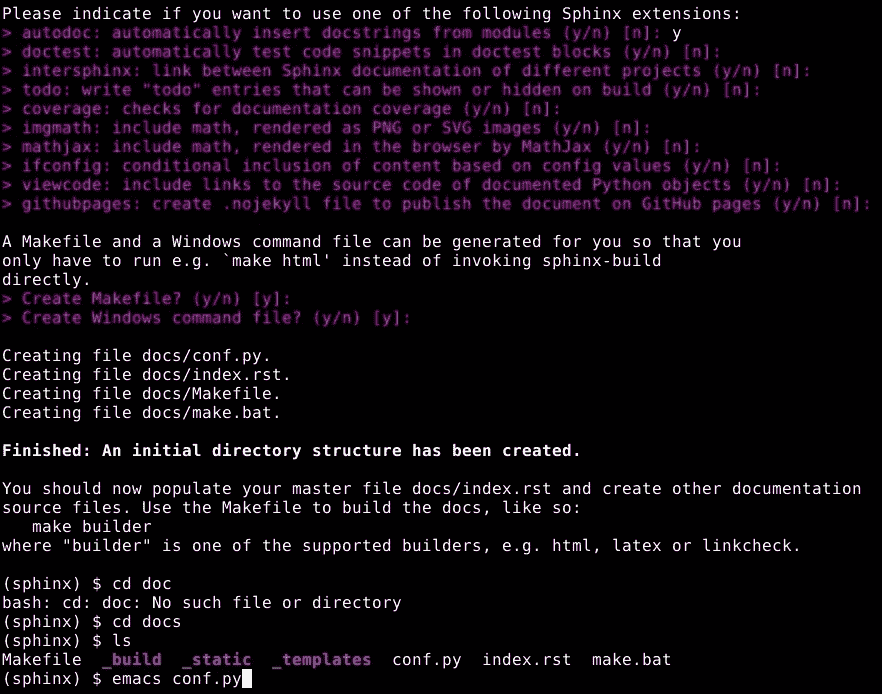 Please indicate if you want to use one of the following Sphinx extensions:
> autodoc: automatically insert docstrings from modules (y/n) [n]: y
> doctest: automatically test code snippets in doctest blocks (y/n) [n]:
> intersphinx: link between Sphinx documentation of different projects (y/n) [n]:
> todo: write "todo" entries that can be shown or hidden on build (y/n) [n]:
> coverage: checks for documentation coverage (y/n) [n]:
> imgmath: include math, rendered as PNG or SVG images (y/n) [n]:
> mathjax: include math, rendered in the browser by MathJax (y/n) [n]:
> ifconfig: conditional inclusion of content based on config values (y/n) [n]:
> viewcode: include links to the source code of documented Python objects (y/n) [n]:
> githubpages: create .nojekyll file to publish the document on GitHub pages (y/n) [n]:
A Makefile and a Windows command file can be generated for you so that you
only have to run e.g. `make html' instead of invoking sphinx-build
directly.
> Create Makefile? (y/n) [y]:
> Create Windows command file? (y/n) [y]:
Creating file docs/conf.py.
Creating file docs/index.rst.
Creating file docs/Makefile.
Creating file docs/make.bat.
Finished: An initial directory structure has been created.
You should now populate your master file docs/index.rst and create other documentation
source files. Use the Makefile to build the docs, like so:
   make builder
where "builder" is one of the supported builders, e.g. html, latex or linkcheck.
(sphinx) $ cd doc
bash: cd: doc: No such file or directory
(sphinx) $ cd docs
(sphinx) $ ls
Makefile  _build  _static  _templates  conf.py  index.rst  make.bat
(sphinx) $ emacs conf.py